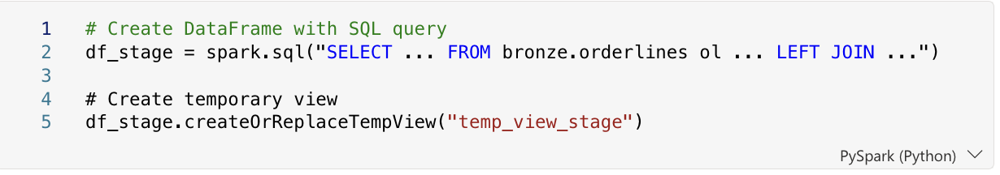 1 # Create DataFrame with SQL query
2 df_stage = spark.sql("SELECT ... FROM bronze.orderlines ol ... LEFT JOIN ...")
3
4 # Create temporary view
5 df_stage.createOrReplaceTempView("temp_view_stage")
PySpark (Python)